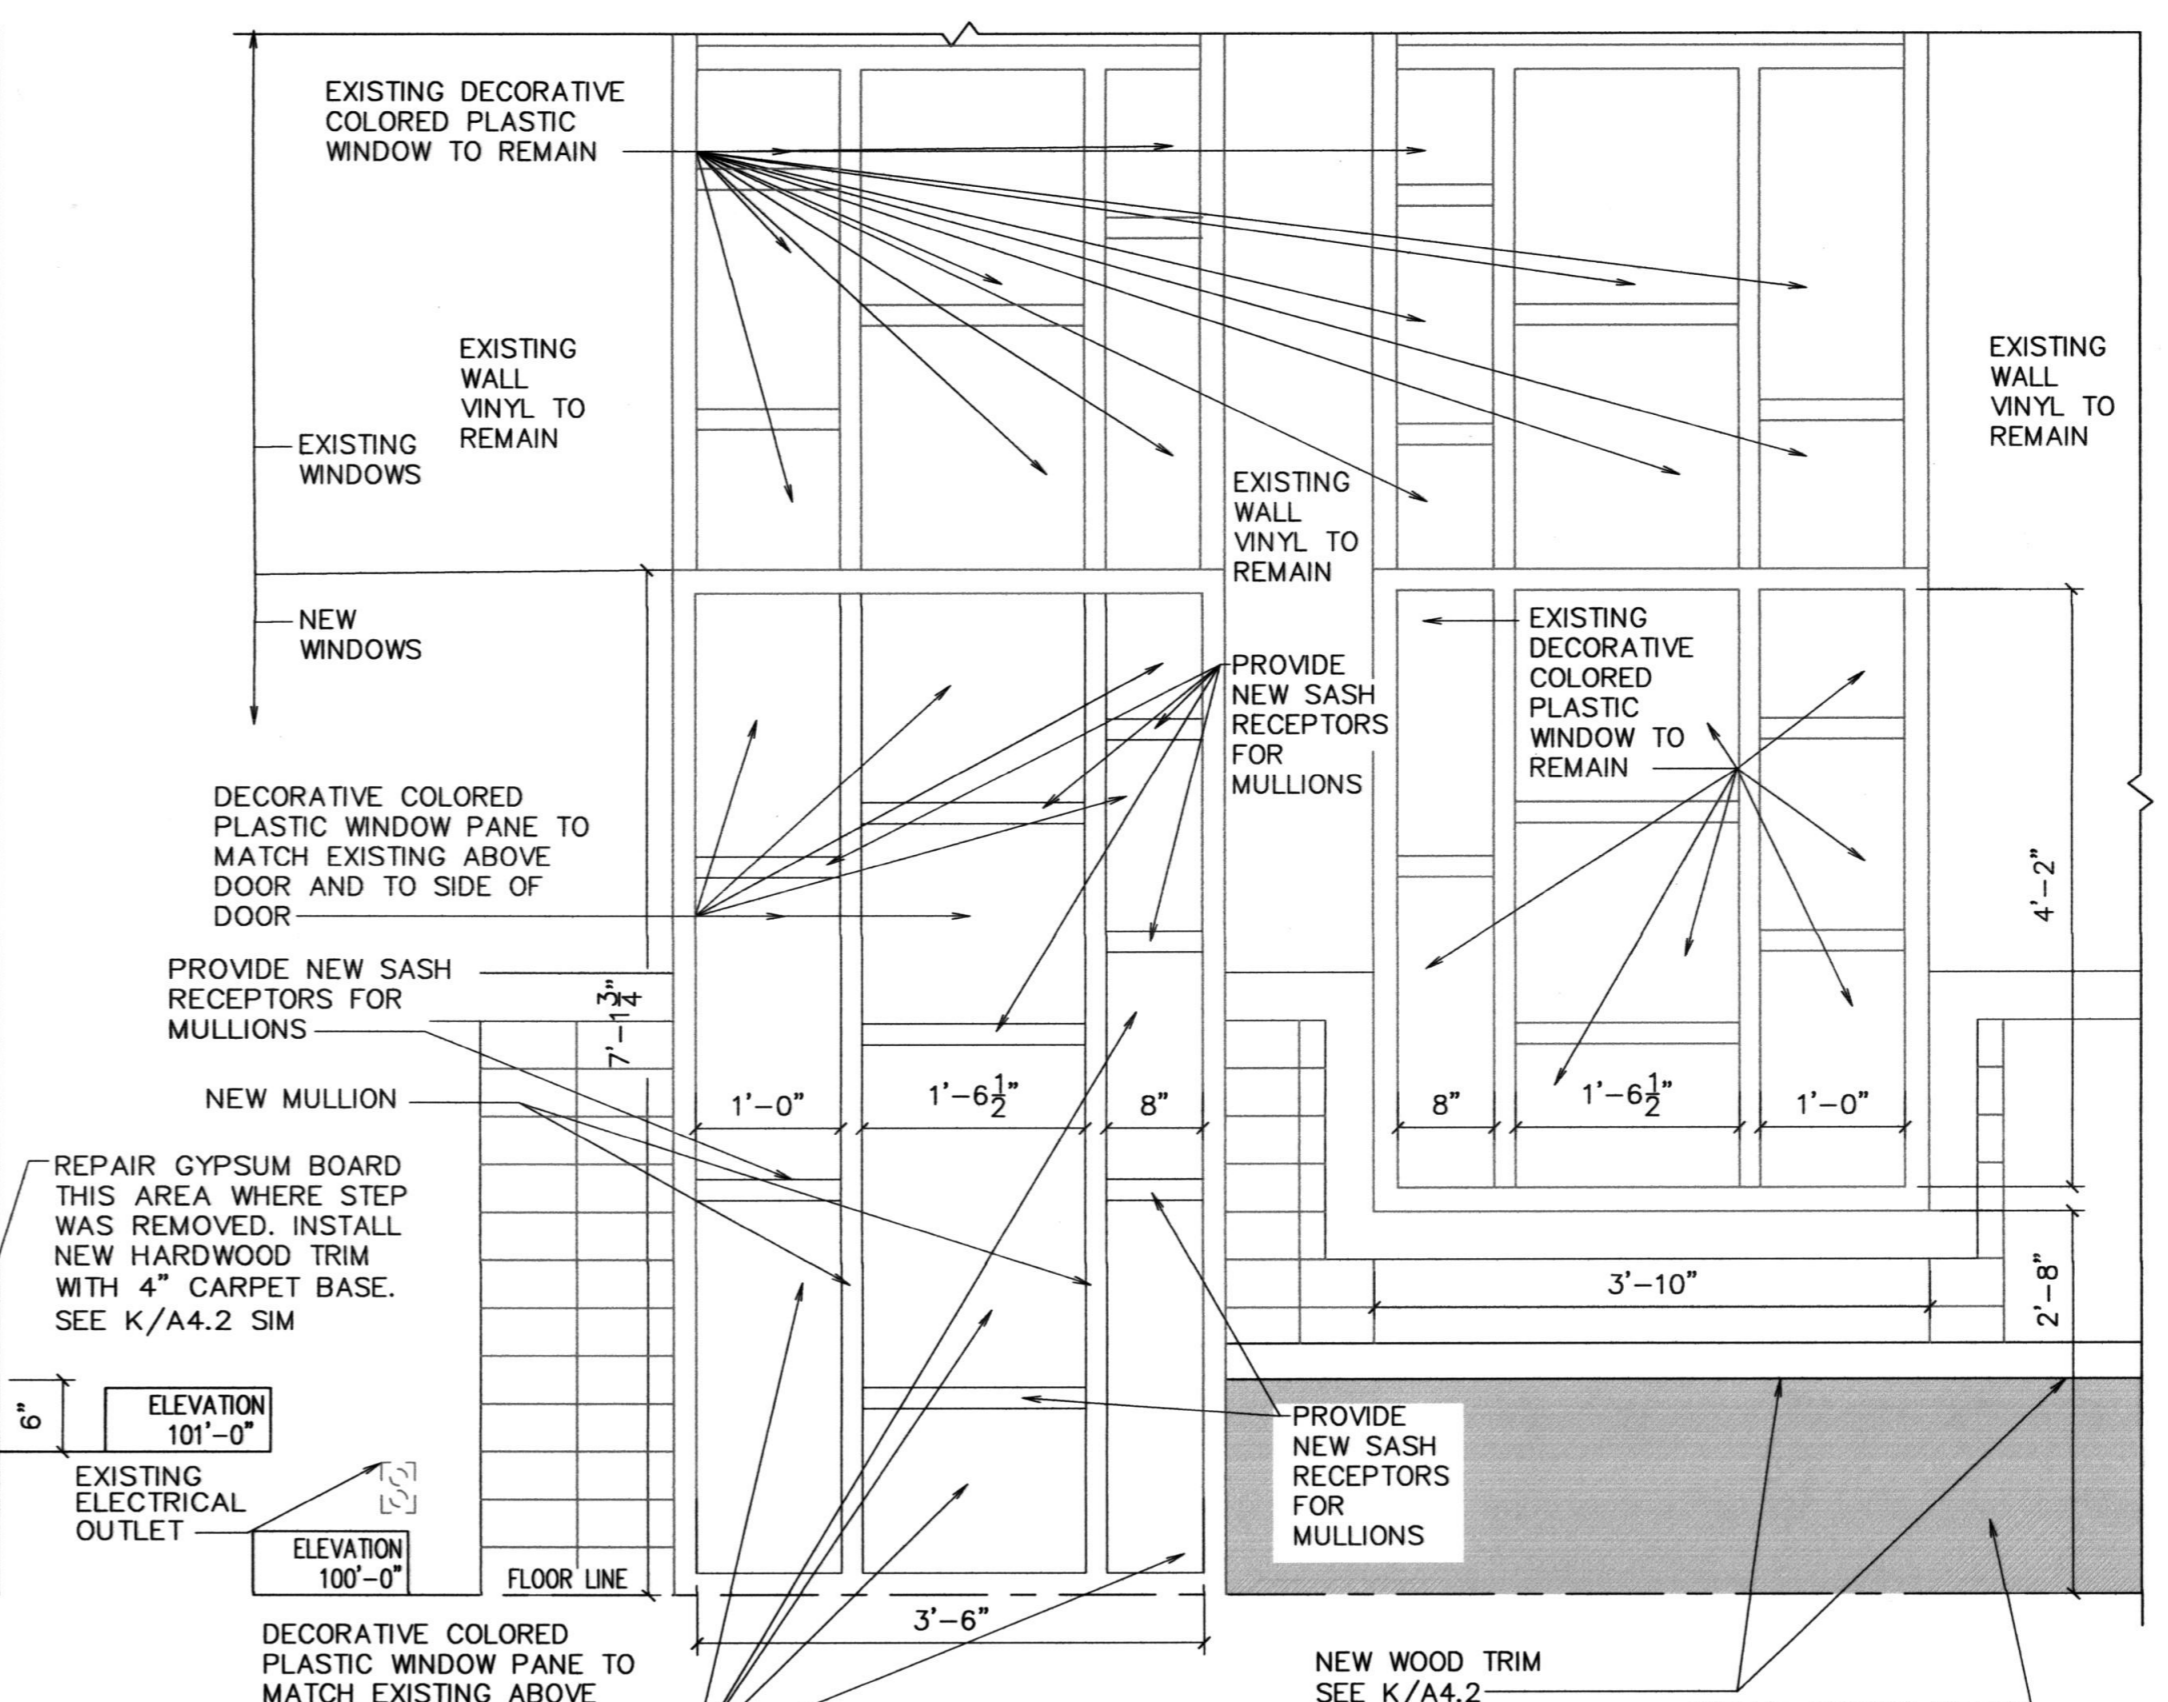 EXISTING DECORATIVE
COLORED PLASTIC
WINDOW TO REMAIN
EXISTING
WALL
VINYL TO
REMAIN
EXISTING
WALL
VINYL TO
REMAIN
EXISTING
WINDOWS
EXISTING
WALL
VINYL TO
REMAIN
NEW
WINDOWS
EXISTING
DECORATIVE
COLORED
PLASTIC
WINDOW TO
REMAIN
PROVIDE
NEW SASH
RECEPTORS
FOR
MULLIONS
DECORATIVE COLORED
PLASTIC WINDOW PANE TO
MATCH EXISTING ABOVE
DOOR AND TO SIDE OF
DOOR
4'-2"
PROVIDE NEW SASH
RECEPTORS FOR
MULLIONS
7'-1 3/4"
NEW MULLION
1'-0"
1'-6 1/2"
8"
8"
1'-6 1/2"
1'-0"
REPAIR GYPSUM BOARD
THIS AREA WHERE STEP
WAS REMOVED. INSTALL
NEW HARDWOOD TRIM
WITH 4" CARPET BASE.
SEE K/A4.2 SIM
3'-10"
2'-8"
6"
ELEVATION
101'-0"
PROVIDE
NEW SASH
RECEPTORS
FOR
MULLIONS
EXISTING
ELECTRICAL
OUTLET
ELEVATION
100'-0"
FLOOR LINE
3'-6"
DECORATIVE COLORED
PLASTIC WINDOW PANE TO
MATCH EXISTING ABOVE
NEW WOOD TRIM
SEE K/A4.2